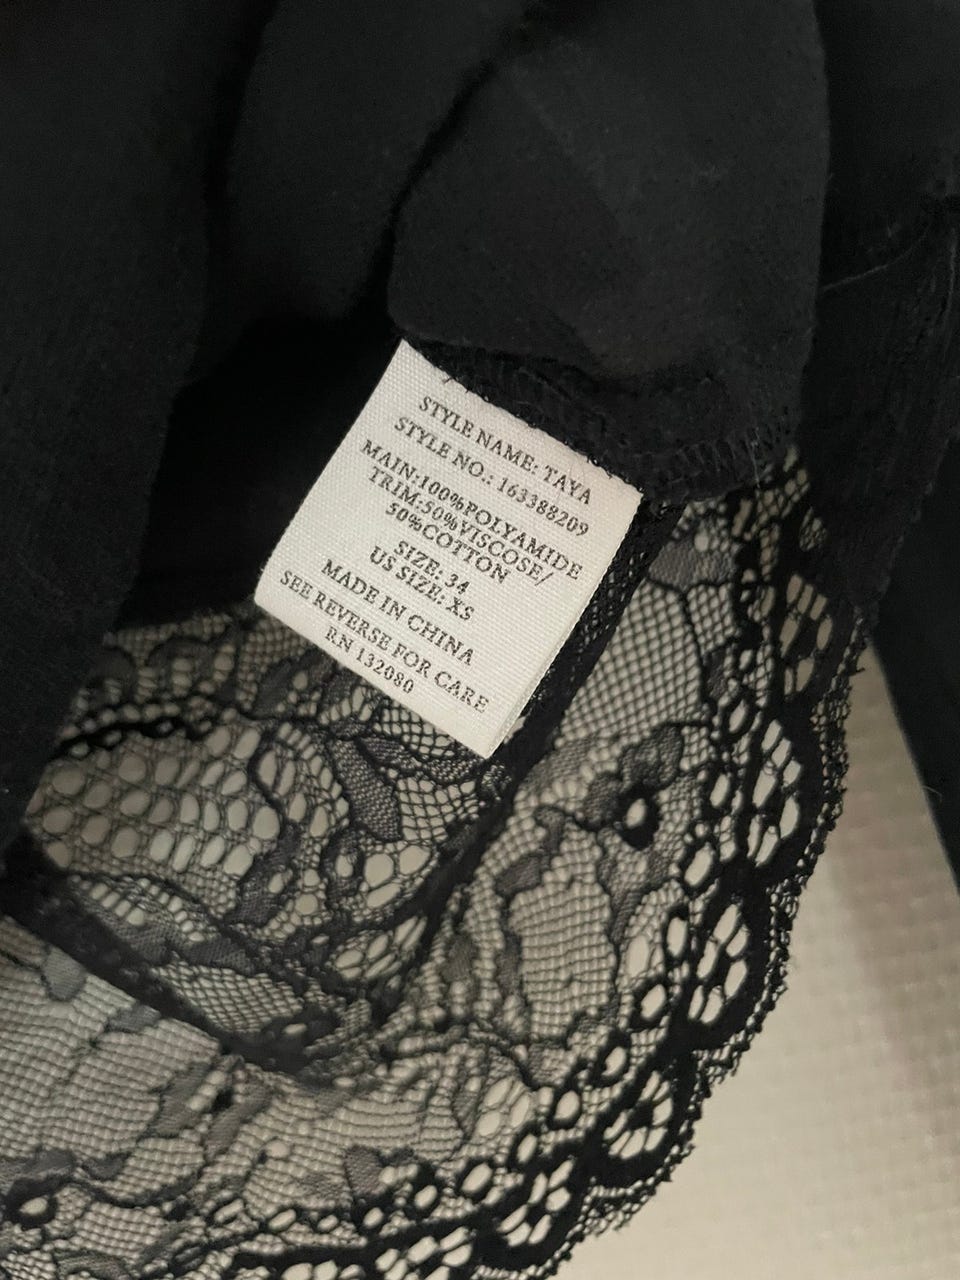 STYLE NAME: TAYA
STYLE NO.: 163388209
MAIN:100%POLYAMIDE
TRIM:50%VISCOSE/
50%COTTON
SIZE: 34
US SIZE: XS
MADE IN CHINA
SEE REVERSE FOR CARE
RN 132080